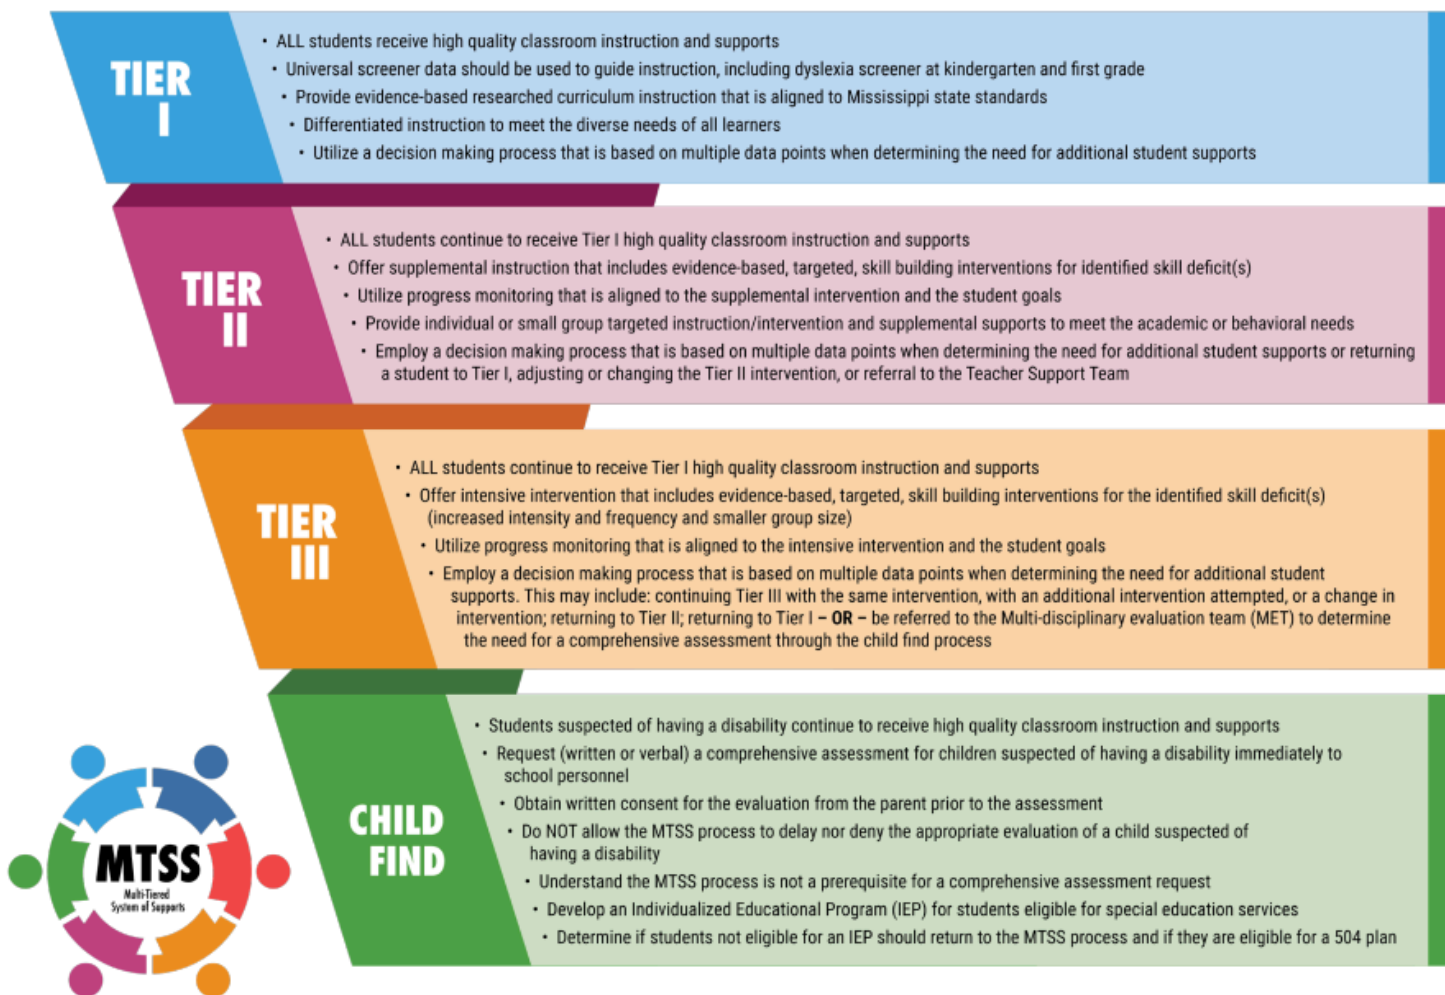 TIER
I
• ALL students receive high quality classroom instruction and supports
• Universal screener data should be used to guide instruction, including dyslexia screener at kindergarten and first grade
• Provide evidence-based researched curriculum instruction that is aligned to Mississippi state standards
• Differentiated instruction to meet the diverse needs of all learners
• Utilize a decision making process that is based on multiple data points when determining the need for additional student supports
TIER
II
• ALL students continue to receive Tier I high quality classroom instruction and supports
• Offer supplemental instruction that includes evidence-based, targeted, skill building interventions for identified skill deficit(s)
• Utilize progress monitoring that is aligned to the supplemental intervention and the student goals
• Provide individual or small group targeted instruction/intervention and supplemental supports to meet the academic or behavioral needs
• Employ a decision making process that is based on multiple data points when determining the need for additional student supports or returning
a student to Tier I, adjusting or changing the Tier II intervention, or referral to the Teacher Support Team
TIER
III
• ALL students continue to receive Tier I high quality classroom instruction and supports
• Offer intensive intervention that includes evidence-based, targeted, skill building interventions for the identified skill deficit(s)
(increased intensity and frequency and smaller group size)
• Utilize progress monitoring that is aligned to the intensive intervention and the student goals
• Employ a decision making process that is based on multiple data points when determining the need for additional student
supports. This may include: continuing Tier III with the same intervention, with an additional intervention attempted, or a change in
intervention; returning to Tier II; returning to Tier I – OR – be referred to the Multi-disciplinary evaluation team (MET) to determine
the need for a comprehensive assessment through the child find process
CHILD
FIND
• Students suspected of having a disability continue to receive high quality classroom instruction and supports
• Request (written or verbal) a comprehensive assessment for children suspected of having a disability immediately to
school personnel
• Obtain written consent for the evaluation from the parent prior to the assessment
• Do NOT allow the MTSS process to delay nor deny the appropriate evaluation of a child suspected of
having a disability
• Understand the MTSS process is not a prerequisite for a comprehensive assessment request
• Develop an Individualized Educational Program (IEP) for students eligible for special education services
• Determine if students not eligible for an IEP should return to the MTSS process and if they are eligible for a 504 plan
MTSS
Multi-Tiered
System of Supports